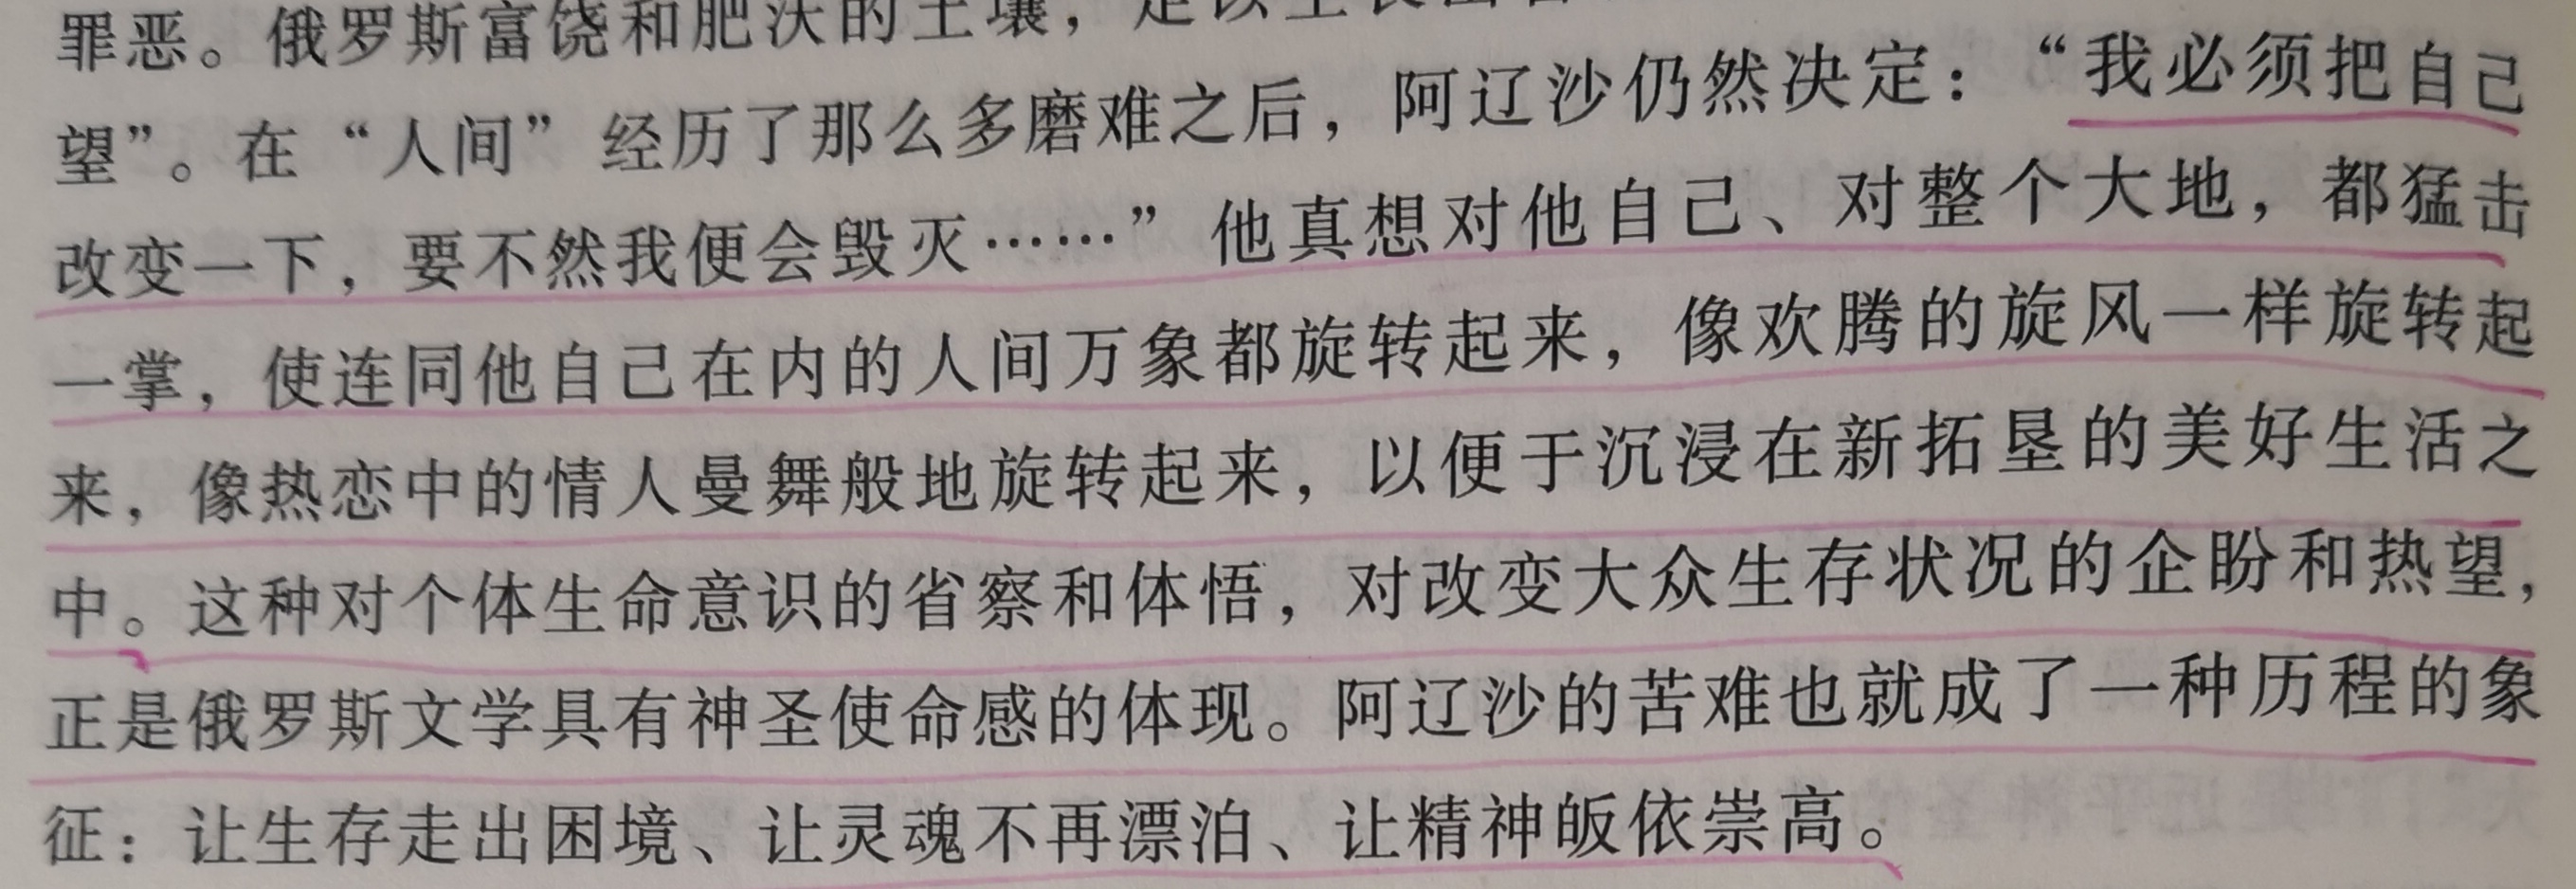 罪恶。俄罗斯富饶和肥沃的土壤，足以生长出
望”。在“人间”经历了那么多磨难之后，阿辽沙仍然决定：“我必须把自己
改变一下，要不然我便会毁灭……”他真想对他自己、对整个大地，都猛击
一掌，使连同他自己在内的人间万象都旋转起来，像欢腾的旋风一样旋转起
来，像热恋中的情人曼舞般地旋转起来，以便于沉浸在新拓垦的美好生活之
中。这种对个体生命意识的省察和体悟，对改变大众生存状况的企盼和热望，
正是俄罗斯文学具有神圣使命感的体现。阿辽沙的苦难也就成了一种历程的象
征：让生存走出困境、让灵魂不再漂泊、让精神皈依崇高。